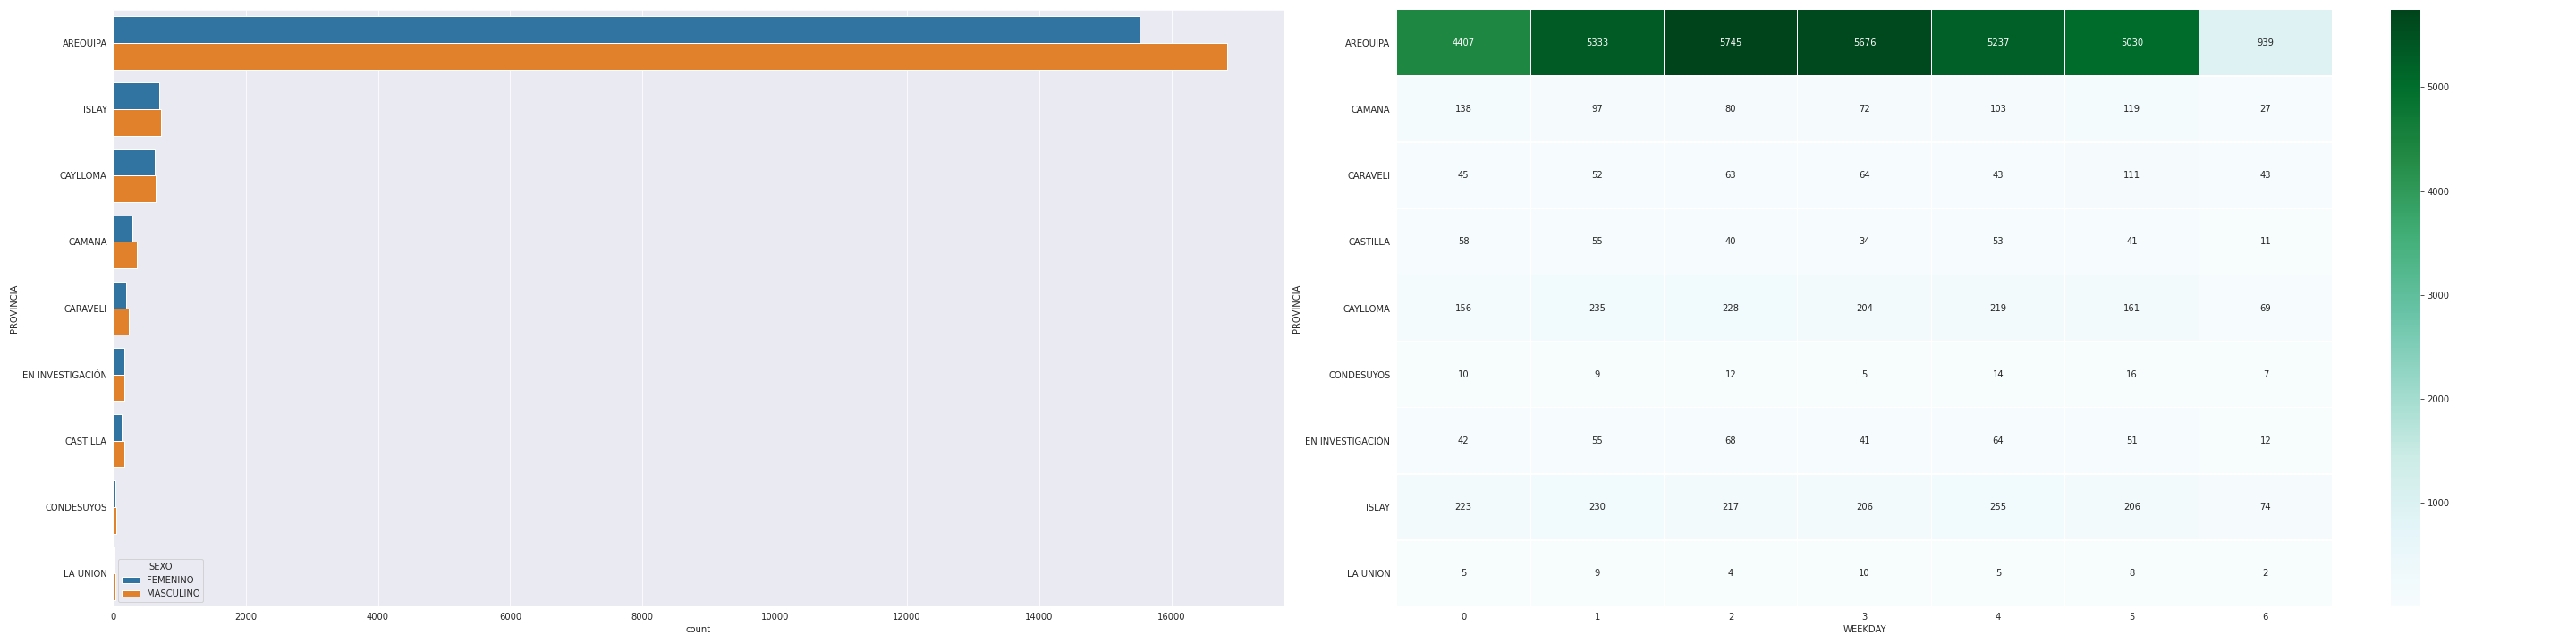 PROVINCIA
AREQUIPA
ISLAY
CAYLLOMA
CAMANA
CARAVELI
EN INVESTIGACIÓN
CASTILLA
CONDESUYOS
LA UNION
SEXO
FEMENINO
MASCULINO
0 2000 4000 6000 8000 10000 12000 14000 16000
count
PROVINCIA
AREQUIPA 4407 5333 5745 5676 5237 5030 939
CAMANA 138 97 80 72 103 119 27
CARAVELI 45 52 63 64 43 111 43
CASTILLA 58 55 40 34 53 41 11
CAYLLOMA 156 235 228 204 219 161 69
CONDESUYOS 10 9 12 5 14 16 7
EN INVESTIGACIÓN 42 55 68 41 64 51 12
ISLAY 223 230 217 206 255 206 74
LA UNION 5 9 4 10 5 8 2
0 1 2 3 4 5 6
WEEKDAY
5000
4000
3000
2000
1000